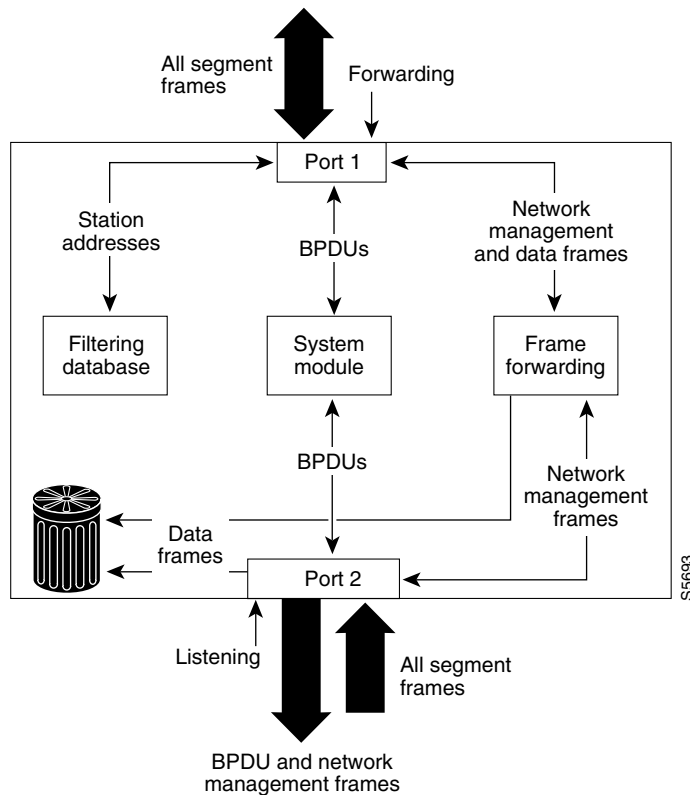 All segment
frames
Forwarding
Port 1
Station
addresses
BPDUs
Network
management
and data frames
Filtering
database
System
module
Frame
forwarding
BPDUs
Network
management
frames
Data
frames
Port 2
S5693
Listening
All segment
frames
BPDU and network
management frames